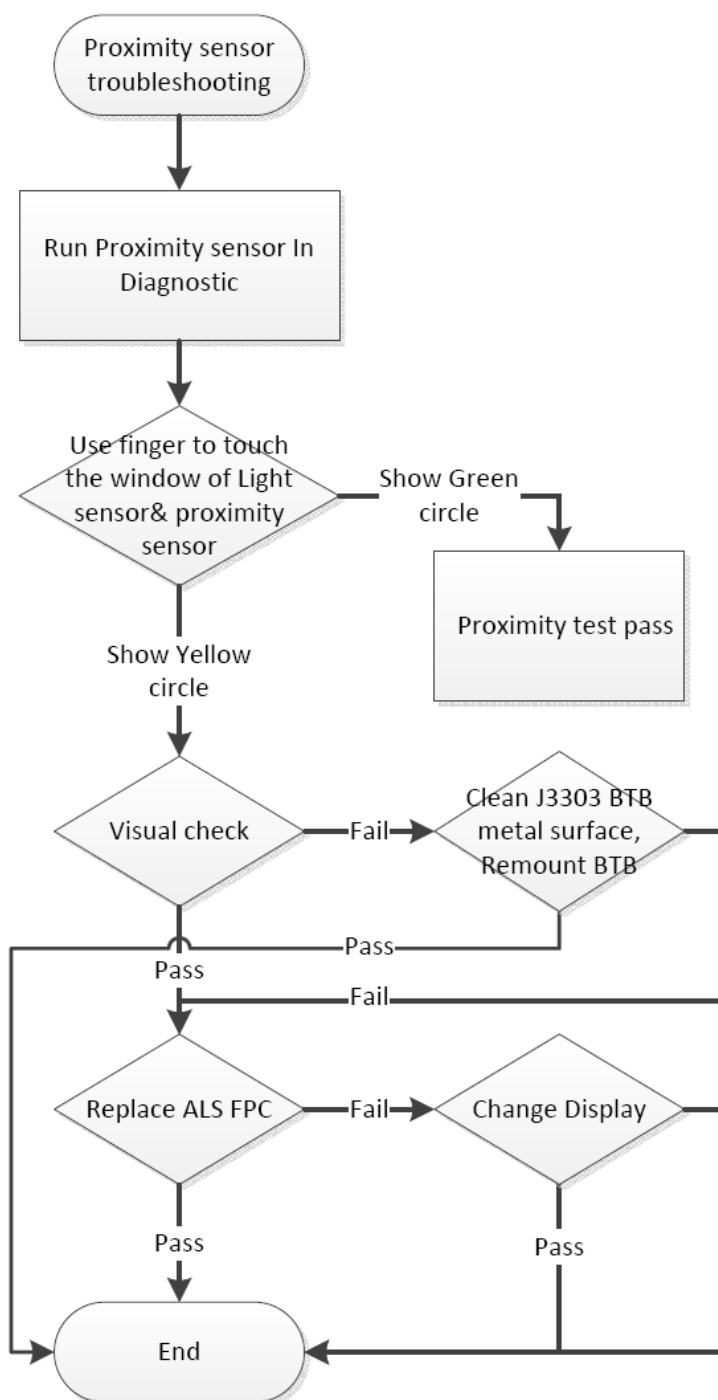 Proximity sensor
troubleshooting
Run Proximity sensor In
Diagnostic
Use finger to touch
the window of Light
sensor& proximity
sensor
Show Green
circle
Proximity test pass
Show Yellow
circle
Visual check
Fail
Clean J3303 BTB
metal surface,
Remount BTB
Pass
Pass
Fail
Replace ALS FPC
Fail
Change Display
Pass
Pass
End